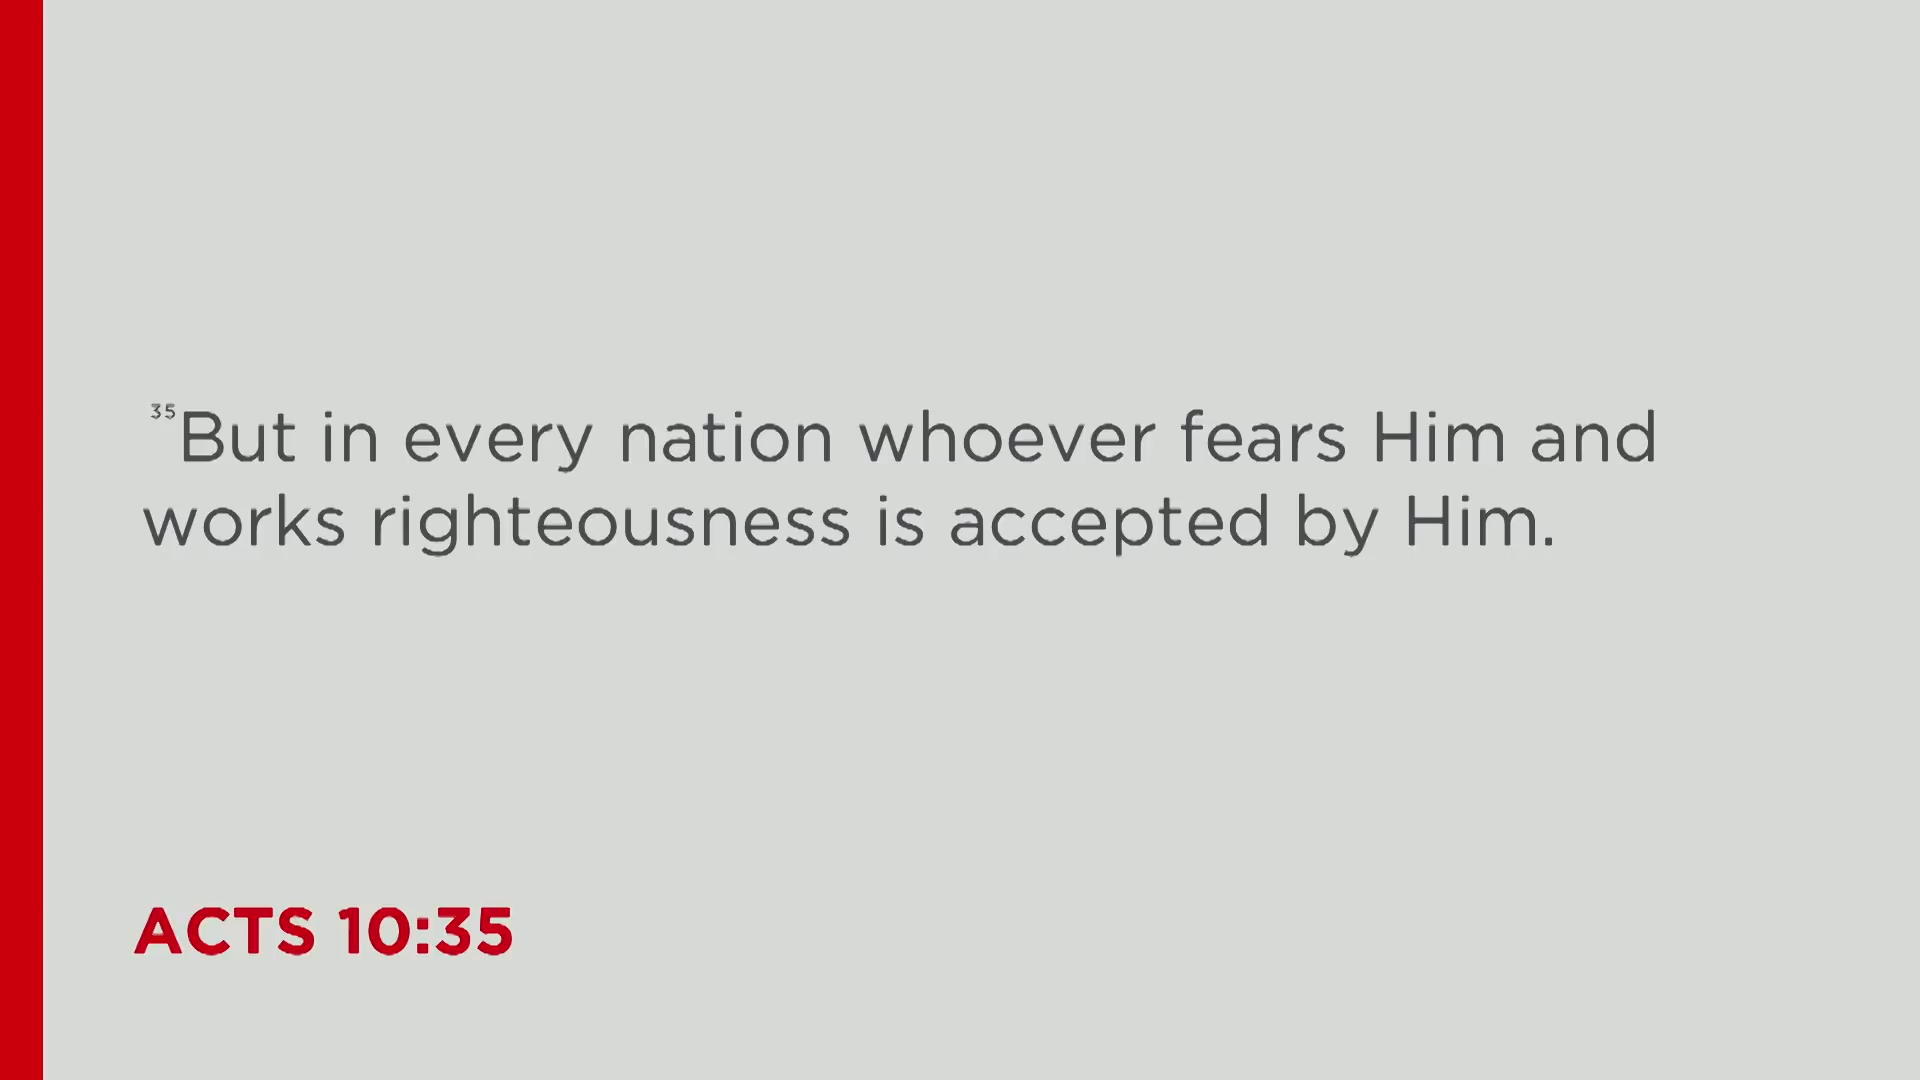 35But in every nation whoever fears Him and
works righteousness is accepted by Him.
ACTS 10:35